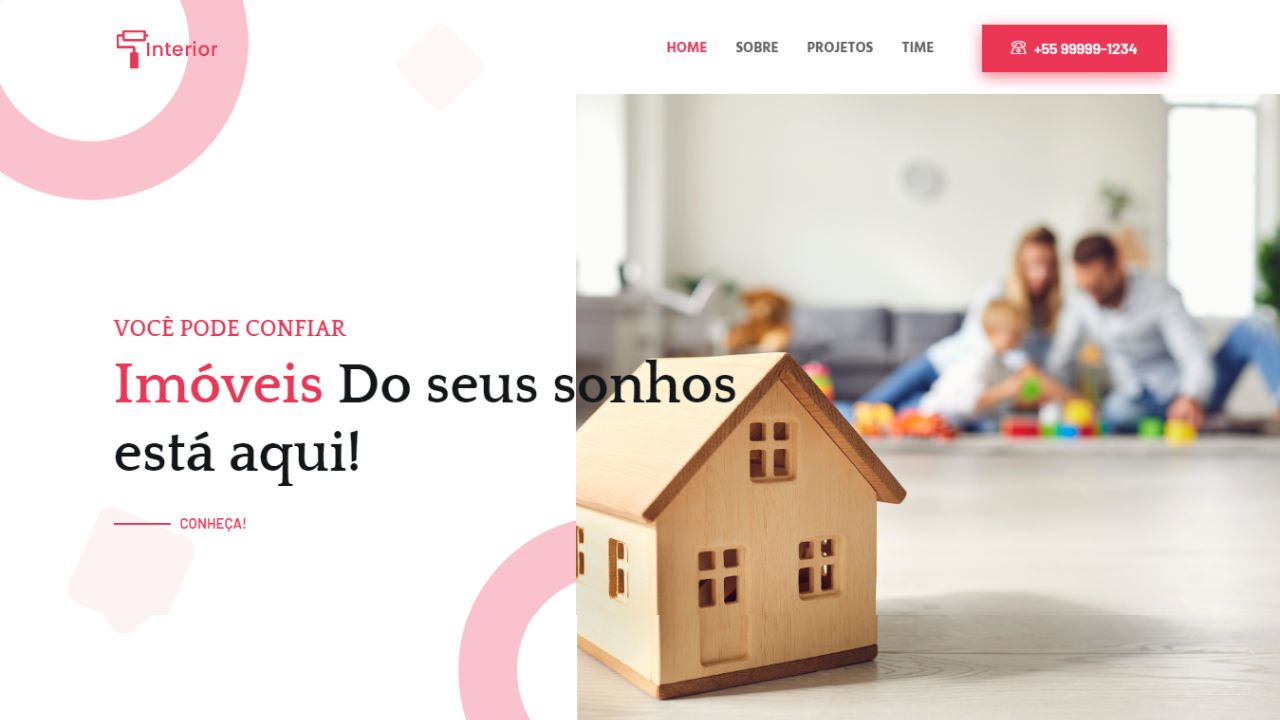 Interior
HOME SOBRE PROJETOS TIME
+55 99999-1234
VOCÊ PODE CONFIAR
Imóveis Do seus sonhos
está aqui!
CONHEÇA!